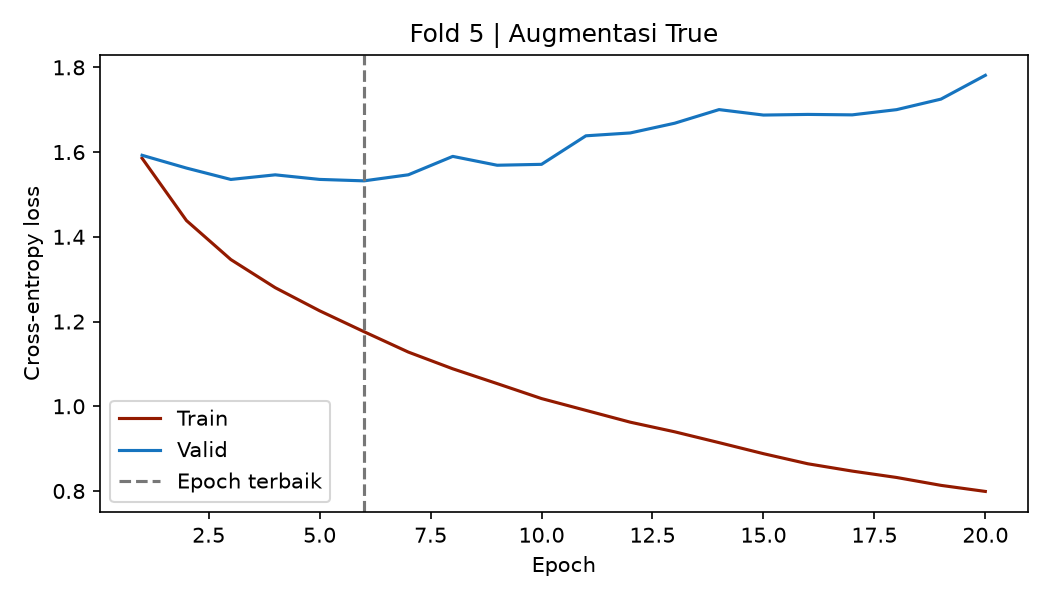 Fold 5 | Augmentasi True
Cross-entropy loss
1.8
1.6
1.4
1.2
1.0
0.8
Train
Valid
Epoch terbaik
2.5 5.0 7.5 10.0 12.5 15.0 17.5 20.0
Epoch